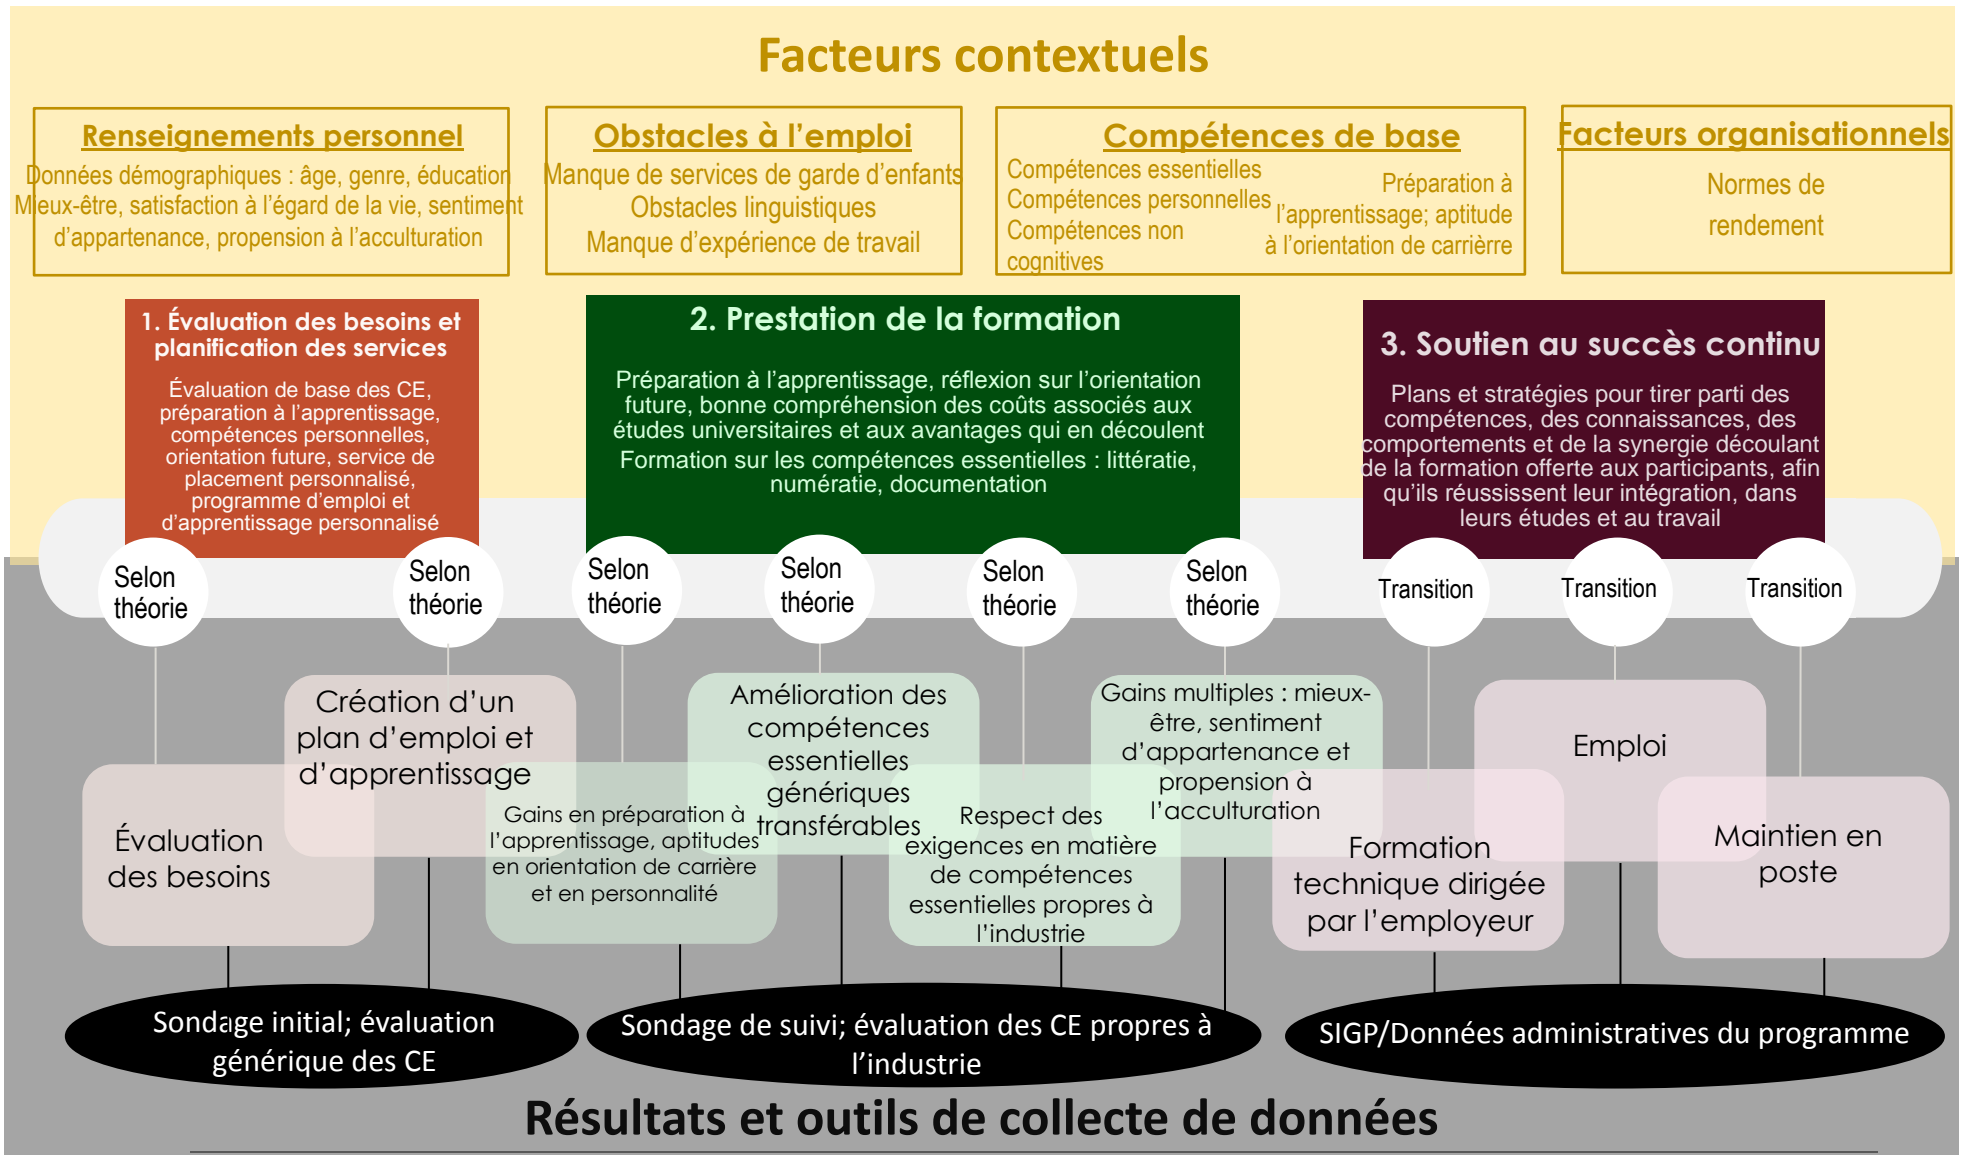 Facteurs contextuels
Renseignements personnel
Données démographiques : âge, genre, éducation
Mieux-être, satisfaction à l’égard de la vie, sentiment
d’appartenance, propension à l’acculturation
Obstacles à l’emploi
Manque de services de garde d’enfants
Obstacles linguistiques
Manque d’expérience de travail
Compétences de base
Compétences essentielles
Compétences personnelles
Compétences non
cognitives
Préparation à
l’apprentissage; aptitude
à l’orientation de carrièrre
Facteurs organisationnels
Normes de
rendement
1. Évaluation des besoins et
planification des services
Évaluation de base des CE,
préparation à l’apprentissage,
compétences personnelles,
orientation future, service de
placement personnalisé,
programme d’emploi et
d’apprentissage personnalisé
2. Prestation de la formation
Préparation à l’apprentissage, réflexion sur l’orientation
future, bonne compréhension des coûts associés aux
études universitaires et aux avantages qui en découlent
Formation sur les compétences essentielles : littératie,
numératie, documentation
3. Soutien au succès continu
Plans et stratégies pour tirer parti des
compétences, des connaissances, des
comportements et de la synergie découlant
de la formation offerte aux participants, afin
qu’ils réussissent leur intégration, dans
leurs études et au travail
Selon
théorie
Selon
théorie
Selon
théorie
Selon
théorie
Selon
théorie
Selon
théorie
Transition
Transition
Transition
Évaluation
des besoins
Création d’un
plan d’emploi et
d’apprentissage
Gains en préparation à
l’apprentissage, aptitudes
en orientation de carrière
et en personnalité
Amélioration des
compétences
essentielles
génériques
transférables
Respect des
exigences en matière
de compétences
essentielles propres à
l’industrie
Gains multiples : mieux-
être, sentiment
d’appartenance et
propension à
l’acculturation
Formation
technique dirigée
par l’employeur
Emploi
Maintien en
poste
Sondage initial; évaluation
générique des CE
Sondage de suivi; évaluation des CE propres à
l’industrie
SIGP/Données administratives du programme
Résultats et outils de collecte de données